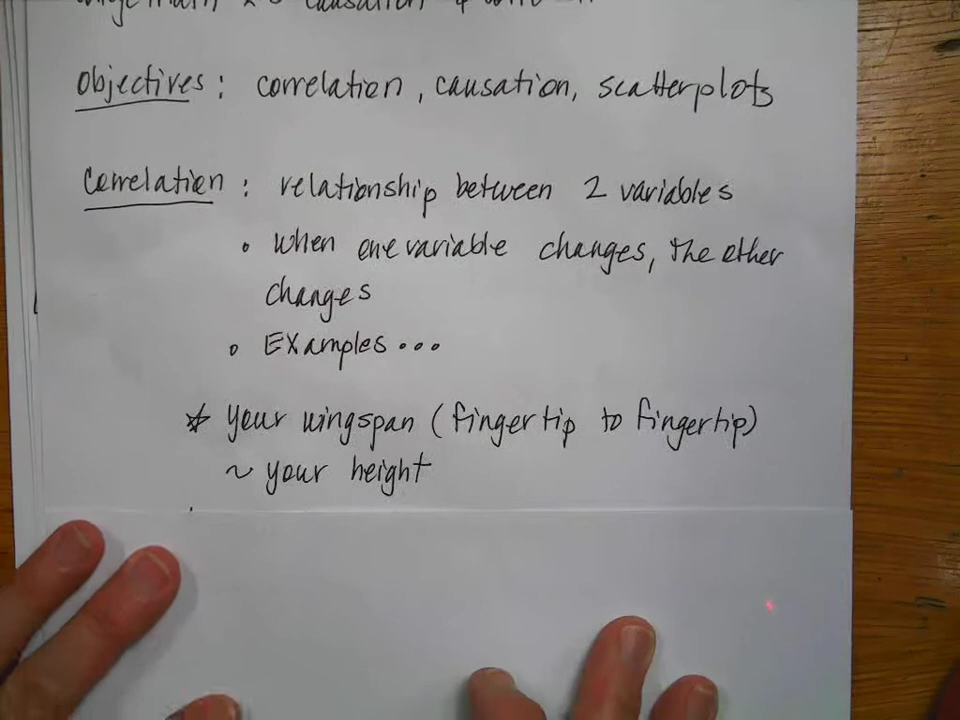 causation
Objectives : correlation , causation, scatterplots
Correlation : relationship between 2 variables
• When one variable changes, the other
changes
• Examples...
* your wingspan (fingertip to fingertip)
~ your height